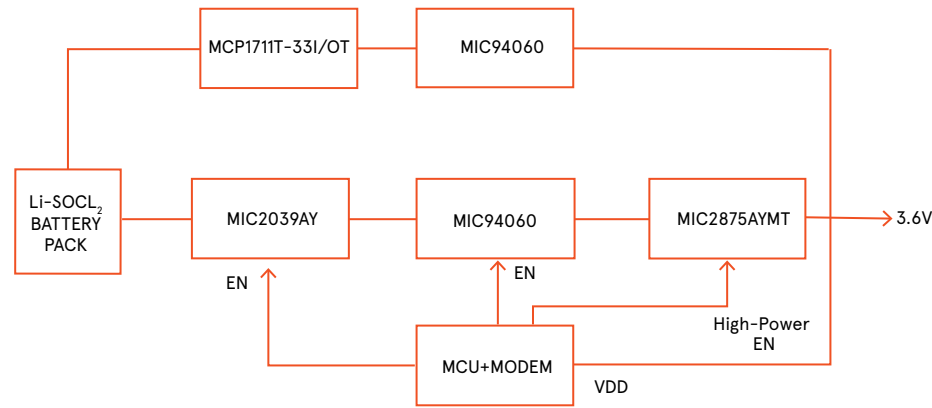 MCP1711T-33I/OT
MIC94060
Li-SOCL₂
BATTERY
PACK
MIC2039AY
MIC94060
MIC2875AYMT
3.6V
EN
EN
High-Power
EN
MCU+MODEM
VDD